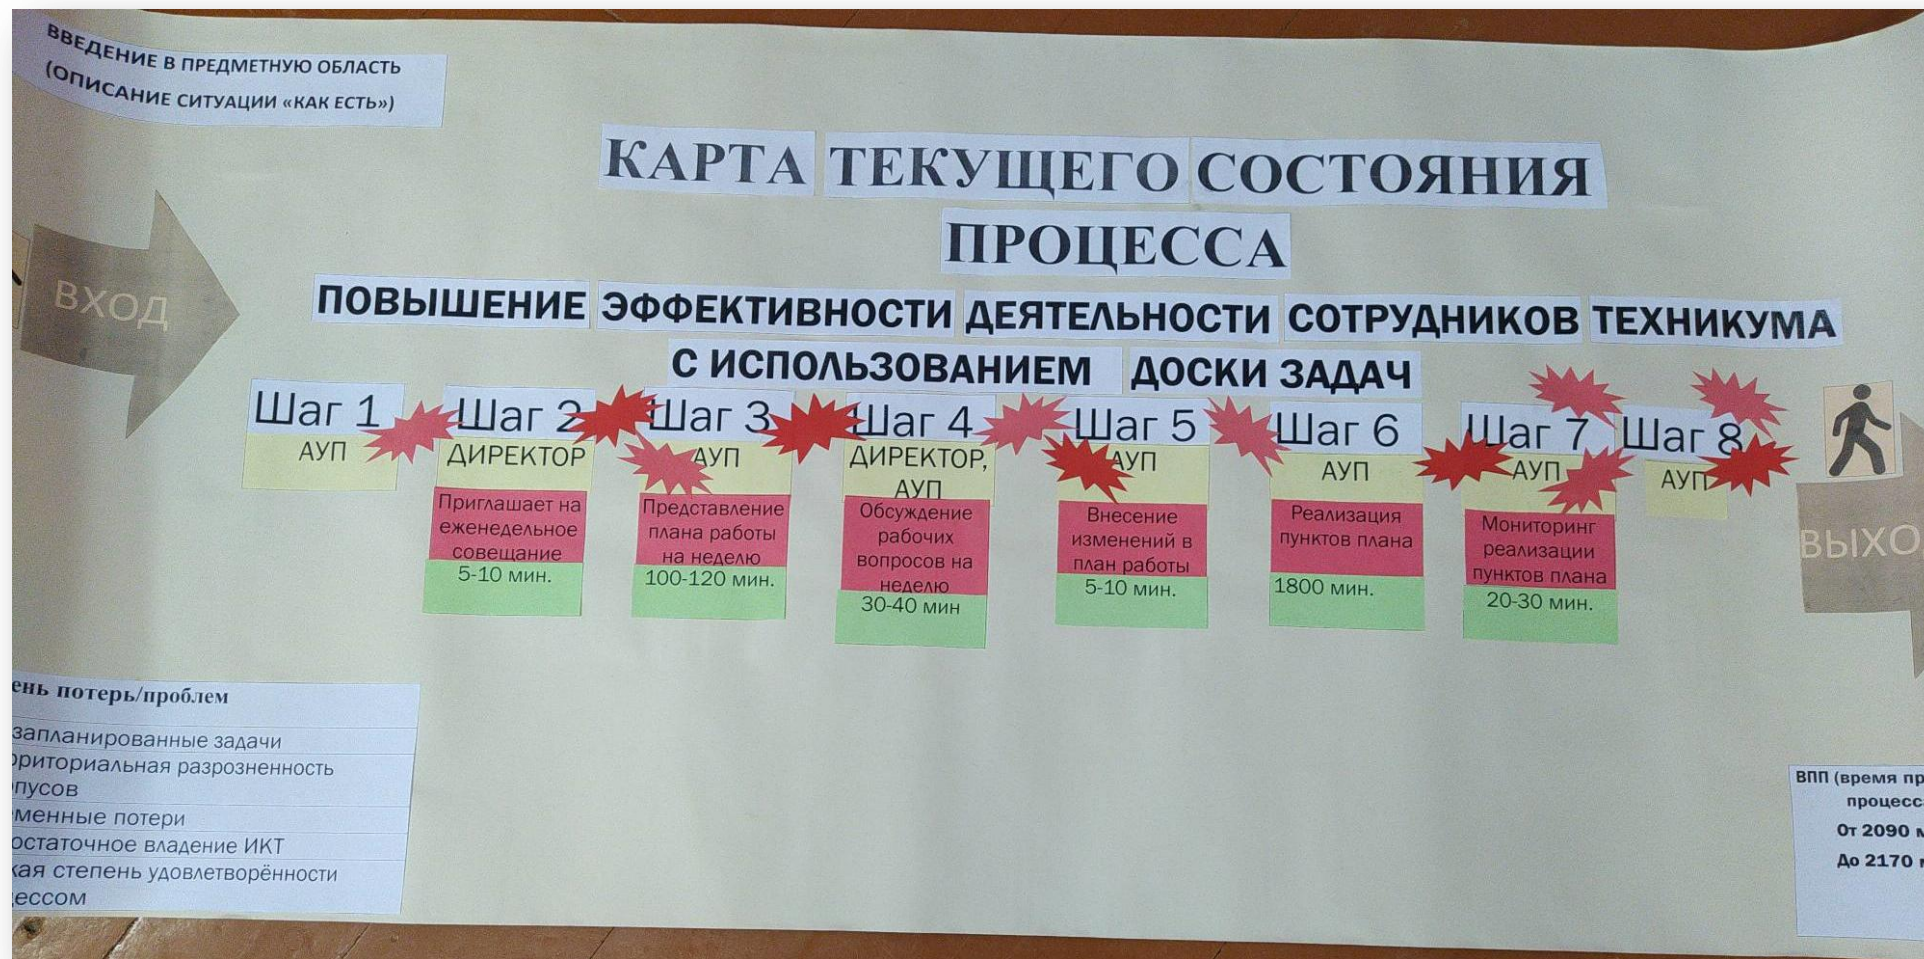 ВВЕДЕНИЕ В ПРЕДМЕТНУЮ ОБЛАСТЬ
(ОПИСАНИЕ СИТУАЦИИ «КАК ЕСТЬ»)
КАРТА ТЕКУЩЕГО СОСТОЯНИЯ
ПРОЦЕССА
ПОВЫШЕНИЕ ЭФФЕКТИВНОСТИ ДЕЯТЕЛЬНОСТИ СОТРУДНИКОВ ТЕХНИКУМА
С ИСПОЛЬЗОВАНИЕМ ДОСКИ ЗАДАЧ
ВХОД
Шаг 1
АУП
Шаг 2
ДИРЕКТОР
Приглашает на
еженедельное
совещание
5-10 мин.
Шаг 3
АУП
Представление
плана работы
на неделю
100-120 мин.
Шаг 4
ДИРЕКТОР,
АУП
Обсуждение
рабочих
вопросов на
неделю
30-40 мин
Шаг 5
АУП
Внесение
изменений в
план работы
5-10 мин.
Шаг 6
АУП
Реализация
пунктов плана
1800 мин.
Шаг 7
АУП
Мониторинг
реализации
пунктов плана
20-30 мин.
Шаг 8
АУП
ВЫХО
ень потерь/проблем
запланированные задачи
рриториальная разрозненность
пусов
менные потери
остаточное владение ИКТ
кая степень удовлетворённости
ессом
ВПП (время пр
процесс
От 2090 м
До 2170 м